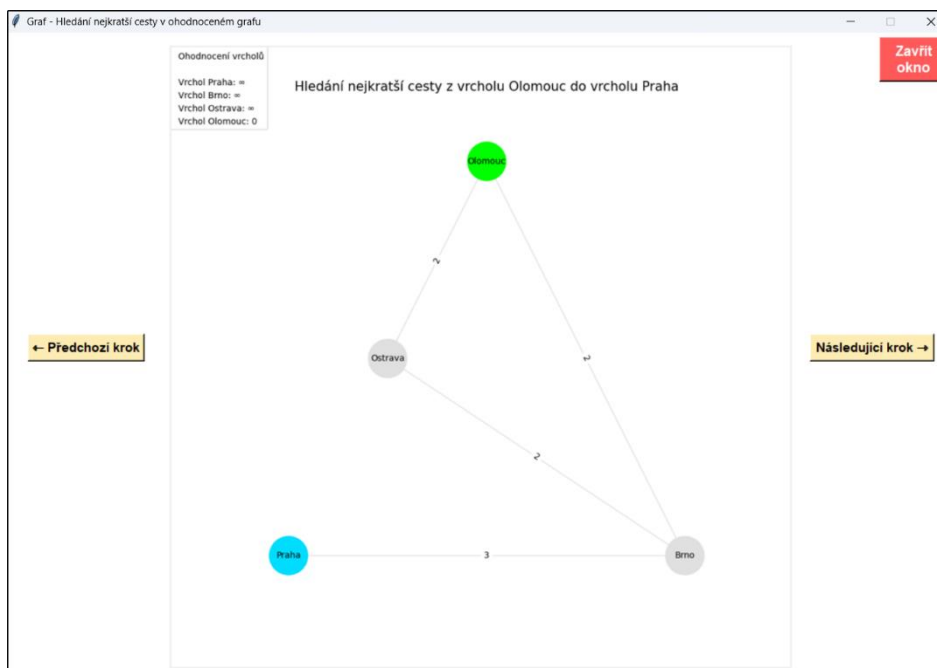 Graf - Hledání nejkratší cesty v ohodnoceném grafu
Zavřít
okno
Ohodnocení vrcholů
Vrchol Praha: ∞
Vrchol Brno: ∞
Vrchol Ostrava: ∞
Vrchol Olomouc: 0
Hledání nejkratší cesty z vrcholu Olomouc do vrcholu Praha
Olomouc
2
← Předchozí krok
Následující krok →
Ostrava
2
2
Praha
3
Brno